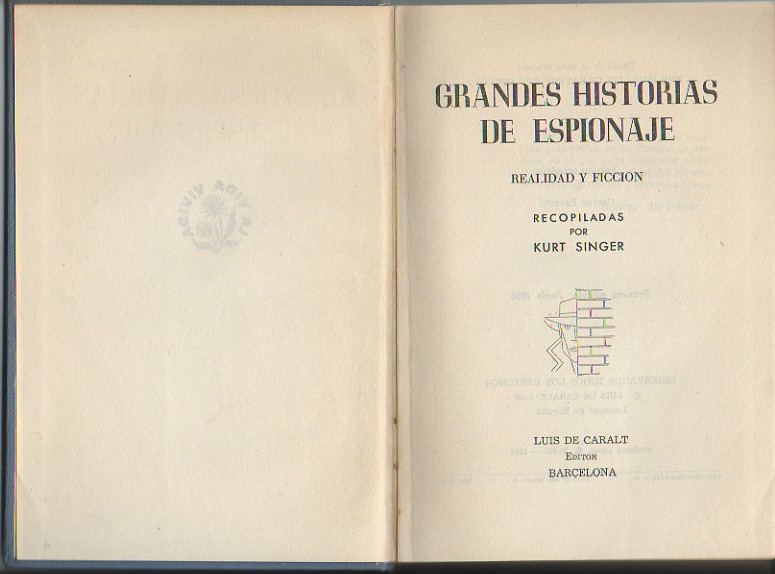 GRANDES HISTORIAS
DE ESPIONAJE
REALIDAD Y FICCION
RECOPILADAS
POR
KURT SINGER
LUIS DE CARALT
EDITOR
BARCELONA